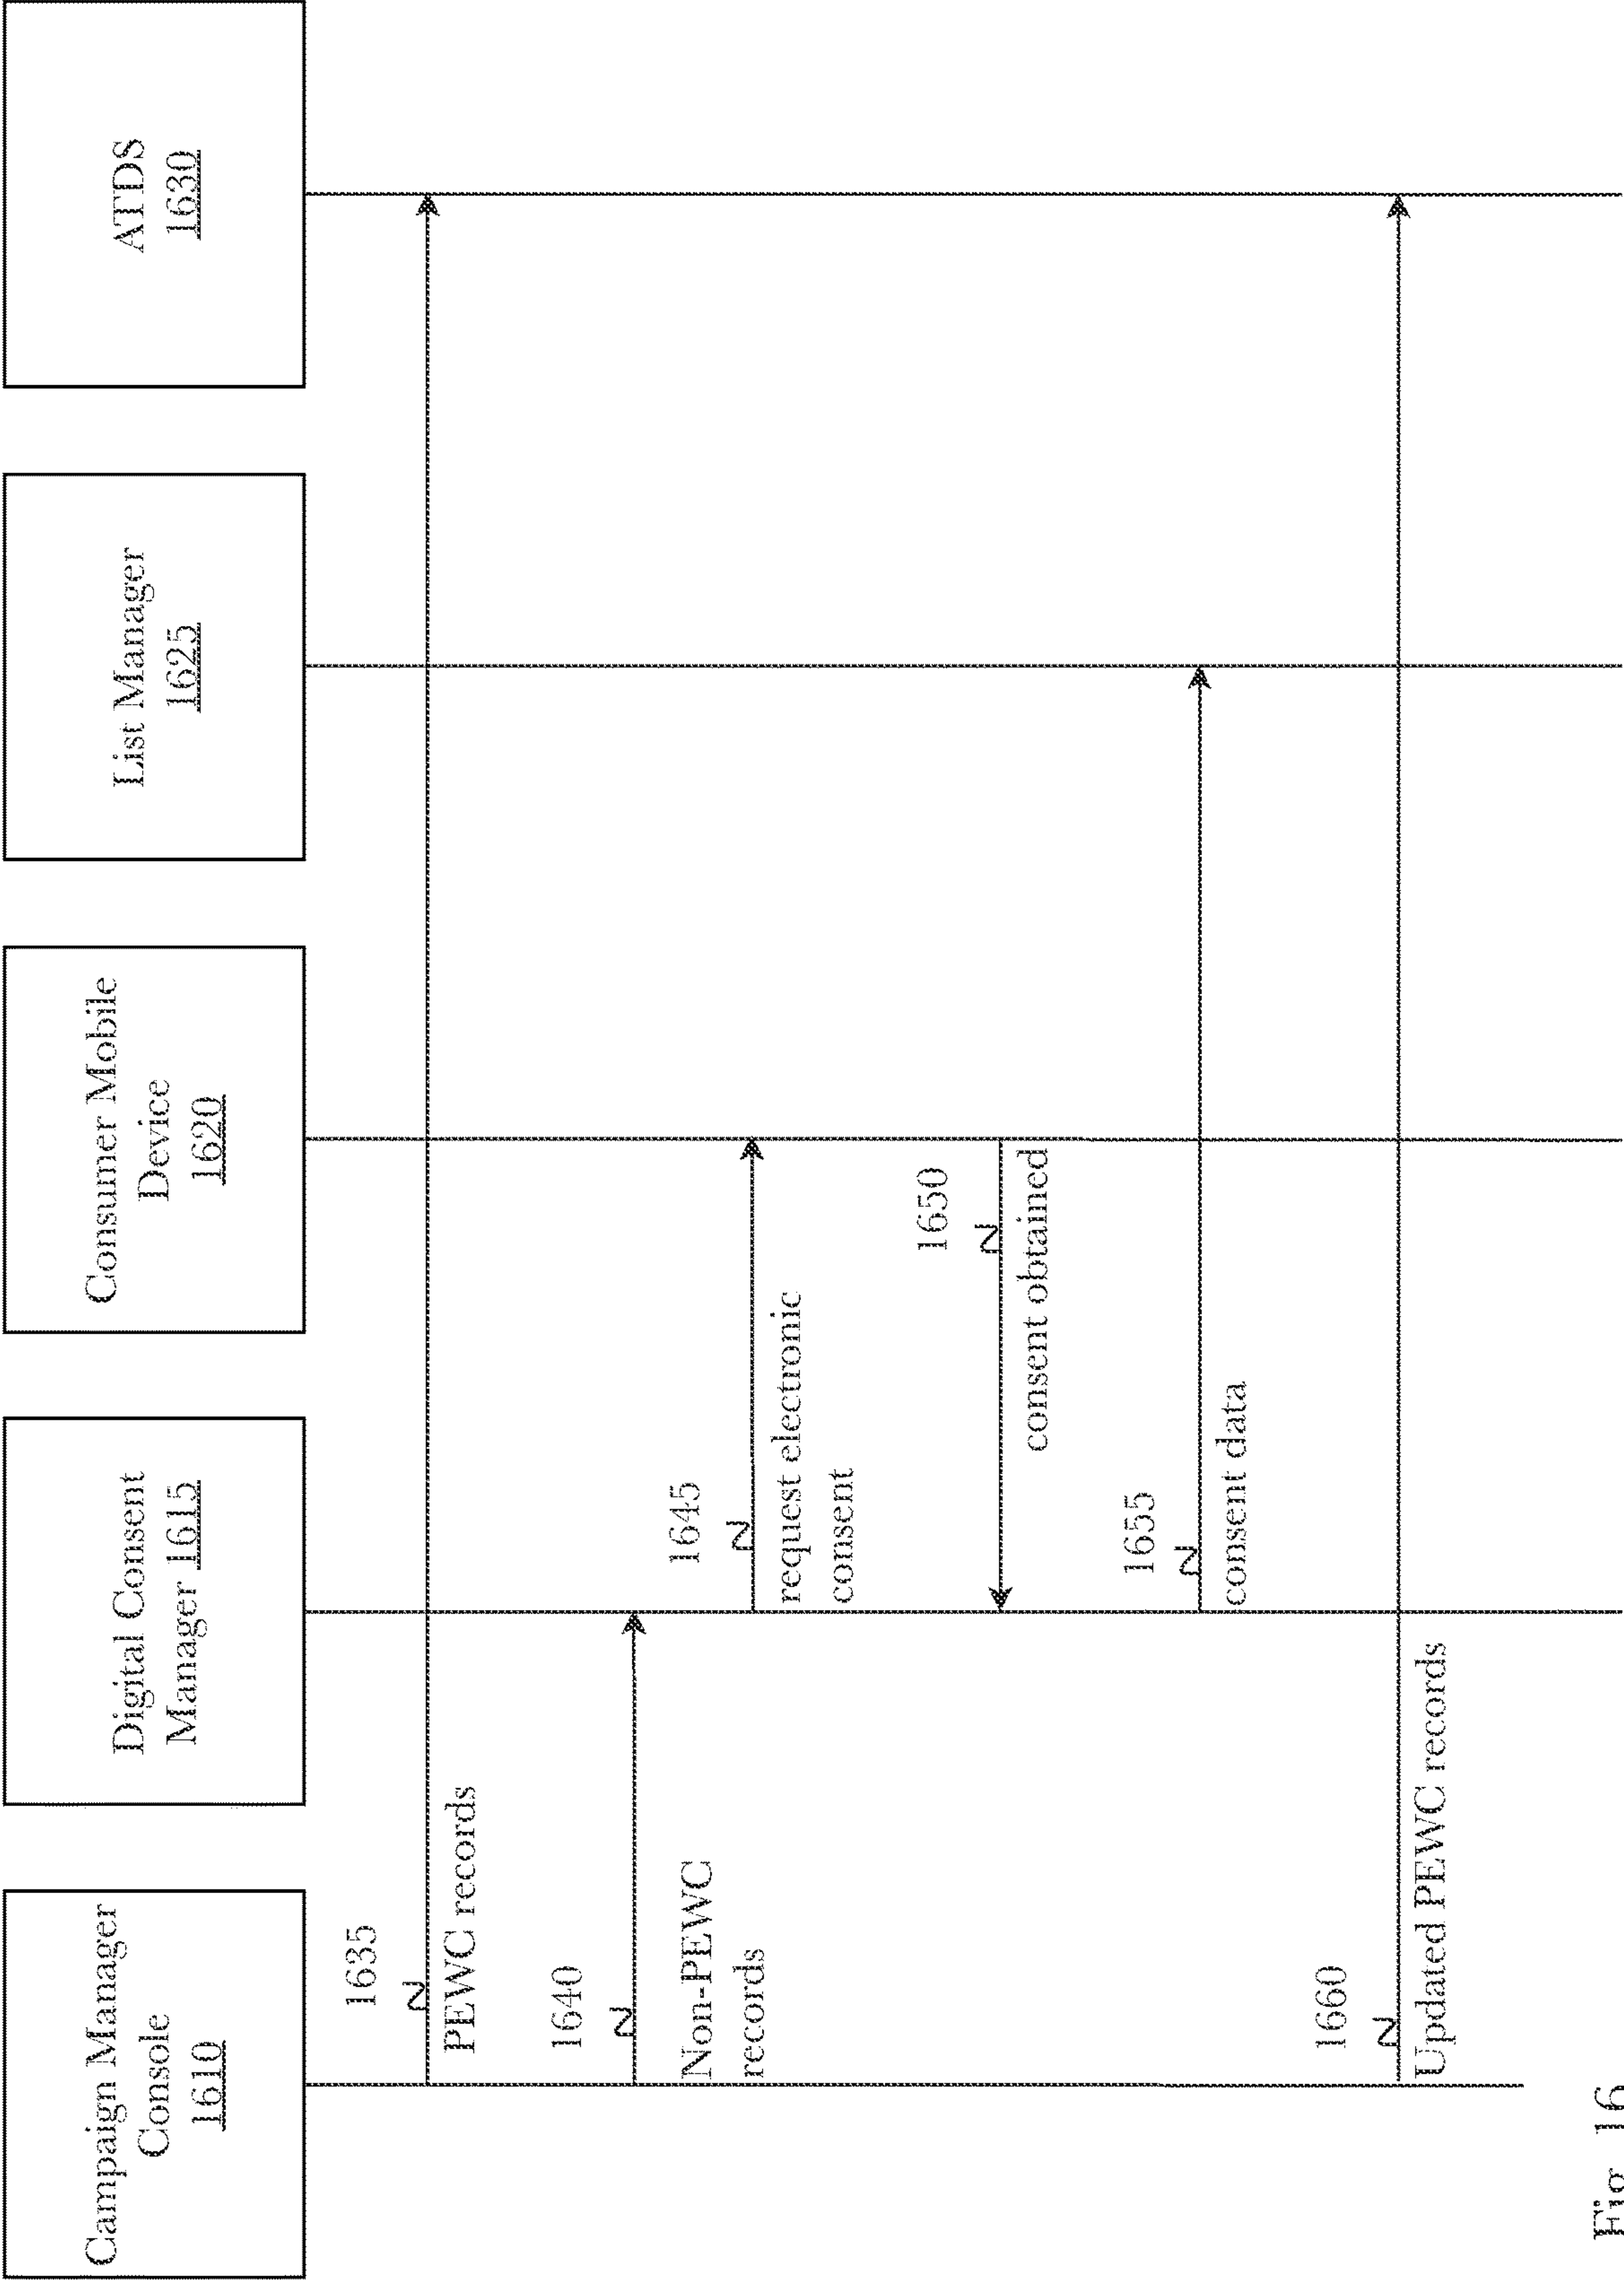 Campaign Manager
Console
1610
Digital Consent
Manager 1615
Consumer Mobile
Device
1620
List Manager
1625
ATDS
1630
1635
PEWC records
1640
Non-PEWC
records
1645
request electronic
consent
1650
consent obtained
1655
consent data
1660
Updated PEWC records
Fig. 16